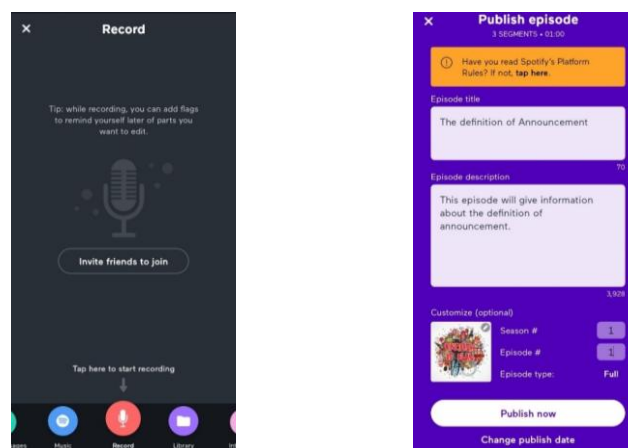 Record
Tip: while recording, you can add flags
to remind yourself later of parts you
want to edit.
Invite friends to join
Tap here to start recording
Music
Record
Library
Publish episode
3 SEGMENTS • 01:00
Have you read Spotify's Platform
Rules? If not, tap here.
Episode title
The definition of Announcement
70
Episode description
This episode will give information
about the definition of
announcement.
3,928
Customize (optional)
Season #
1
Episode #
1
Episode type:
Full
Publish now
Change publish date